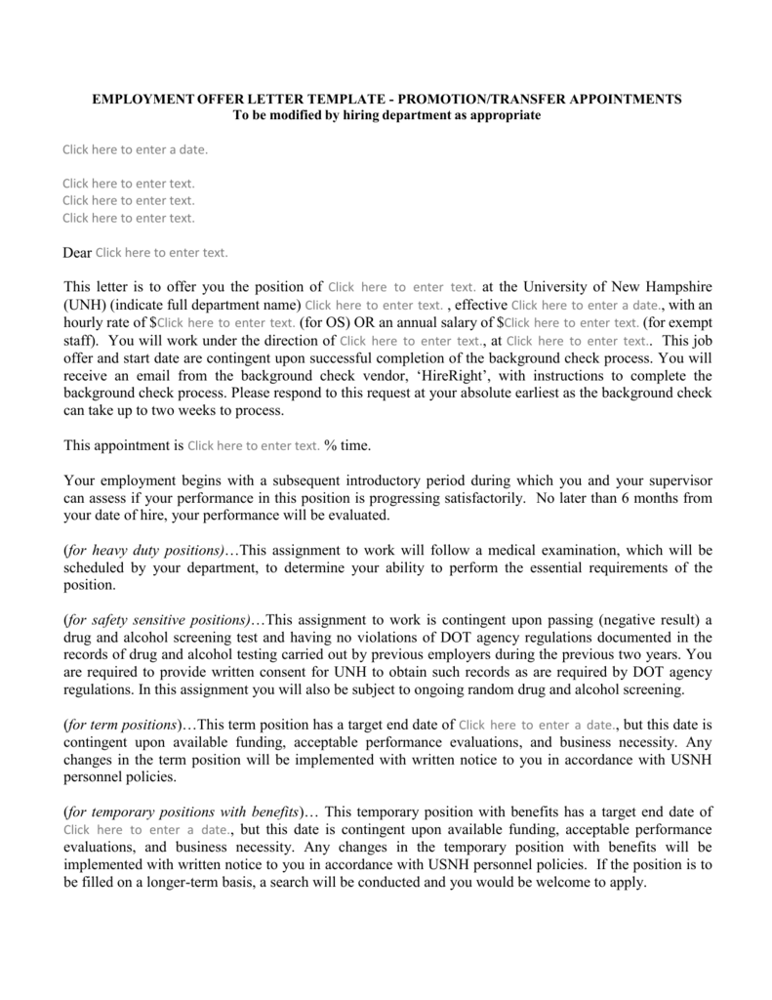 EMPLOYMENT OFFER LETTER TEMPLATE - PROMOTION/TRANSFER APPOINTMENTS
To be modified by hiring department as appropriate
Click here to enter a date.
Click here to enter text.
Click here to enter text.
Click here to enter text.
Dear Click here to enter text.
This letter is to offer you the position of Click here to enter text. at the University of New Hampshire
(UNH) (indicate full department name) Click here to enter text. , effective Click here to enter a date., with an
hourly rate of $Click here to enter text. (for OS) OR an annual salary of $Click here to enter text. (for exempt
staff). You will work under the direction of Click here to enter text., at Click here to enter text.. This job
offer and start date are contingent upon successful completion of the background check process. You will
receive an email from the background check vendor, ‘HireRight’, with instructions to complete the
background check process. Please respond to this request at your absolute earliest as the background check
can take up to two weeks to process.
This appointment is Click here to enter text. % time.
Your employment begins with a subsequent introductory period during which you and your supervisor
can assess if your performance in this position is progressing satisfactorily. No later than 6 months from
your date of hire, your performance will be evaluated.
(for heavy duty positions)…This assignment to work will follow a medical examination, which will be
scheduled by your department, to determine your ability to perform the essential requirements of the
position.
(for safety sensitive positions)…This assignment to work is contingent upon passing (negative result) a
drug and alcohol screening test and having no violations of DOT agency regulations documented in the
records of drug and alcohol testing carried out by previous employers during the previous two years. You
are required to provide written consent for UNH to obtain such records as are required by DOT agency
regulations. In this assignment you will also be subject to ongoing random drug and alcohol screening.
(for term positions)…This term position has a target end date of Click here to enter a date., but this date is
contingent upon available funding, acceptable performance evaluations, and business necessity. Any
changes in the term position will be implemented with written notice to you in accordance with USNH
personnel policies.
(for temporary positions with benefits)… This temporary position with benefits has a target end date of
Click here to enter a date., but this date is contingent upon available funding, acceptable performance
evaluations, and business necessity. Any changes in the temporary position with benefits will be
implemented with written notice to you in accordance with USNH personnel policies. If the position is to
be filled on a longer-term basis, a search will be conducted and you would be welcome to apply.